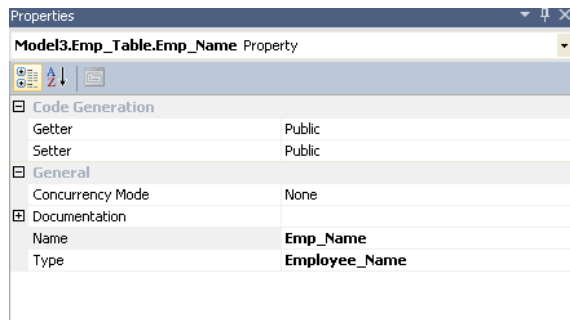 Properties
Model3.Emp_Table.Emp_Name Property
Code Generation
Getter Public
Setter Public
General
Concurrency Mode None
Documentation
Name Emp_Name
Type Employee_Name